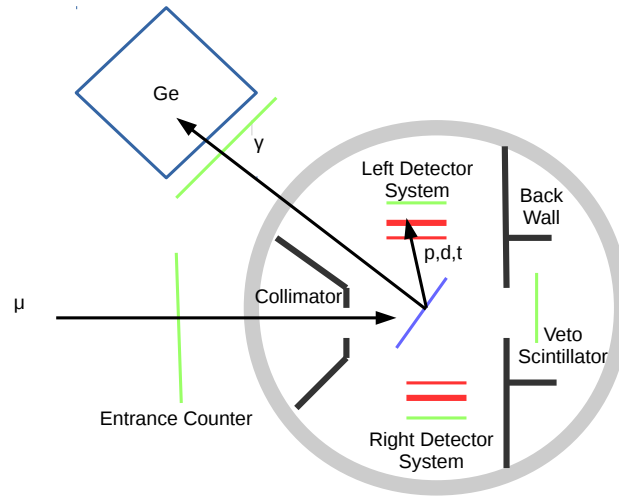 Ge
γ
Left Detector
System
Back
Wall
p,d,t
Collimator
μ
Veto
Scintillator
Entrance Counter
Right Detector
System